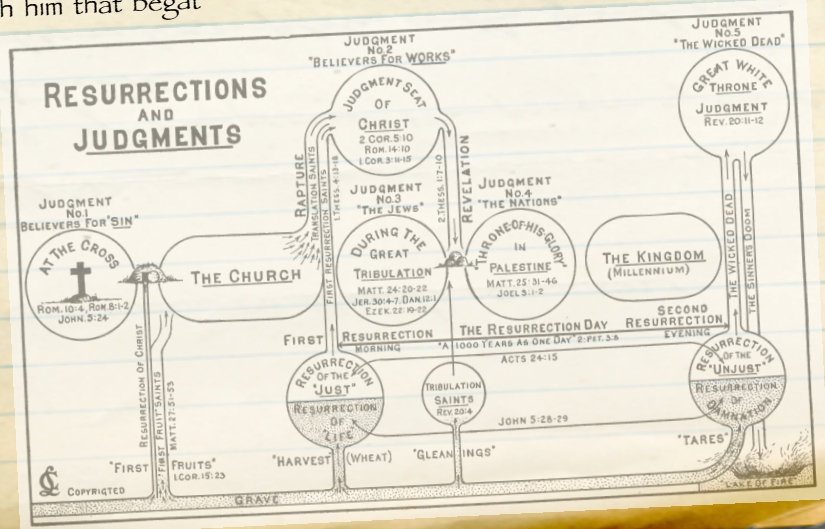 h him that begat
RESURRECTIONS
AND
JUDGMENTS
JUDGMENT
No.1
BELIEVERS FOR "SIN"
AT THE CROSS
ROM. 10:4, ROM. 8:1-2
JOHN. 5:24
THE CHURCH
JUDGMENT
No.2
"BELIEVERS FOR WORKS"
JUDGMENT SEAT
OF
CHRIST
2 COR. 5:10
ROM. 14:10
1 COR. 3:11-15
RAPTURE
TRANSLATION SAINTS
FIRST RESURRECTION SAINTS
1. THESS. 4:13-18
2. THESS. 1:7-10
REVELATION
JUDGMENT
No.3
"THE JEWS"
DURING THE
GREAT
TRIBULATION
MATT. 24:20-22
JER. 30:4-7, DAN. 12:1
EZEK. 22:19-22
JUDGMENT
No.4
"THE NATIONS"
"THRONE OF HIS GLORY"
IN
PALESTINE
MATT. 25:31-46
JOEL 3:1-2
THE KINGDOM
(MILLENNIUM)
JUDGMENT
No.5
"THE WICKED DEAD"
GREAT WHITE
THRONE
JUDGMENT
REV. 20:11-12
THE WICKED DEAD
THE SINNERS DOOM
FIRST RESURRECTION
MORNING
THE RESURRECTION DAY
"A 1000 YEARS AS ONE DAY" 2. PET. 3:8
SECOND
RESURRECTION
EVENING
ACTS 24:15
RESURRECTION
OF THE
"JUST"
RESURRECTION
OF
"LIFE"
TRIBULATION
SAINTS
REV. 20:4
RESURRECTION
OF THE
"UNJUST"
RESURRECTION
OF
DAMNATION
JOHN 5:28-29
RESURRECTION OF CHRIST
"FIRST FRUIT" SAINTS
MATT. 27:51-53
"FIRST FRUITS"
1. COR. 15:23
"HARVEST" (WHEAT)
"GLEANINGS"
"TARES"
COPYRIGTED
GRAVE
LAKE OF FIRE